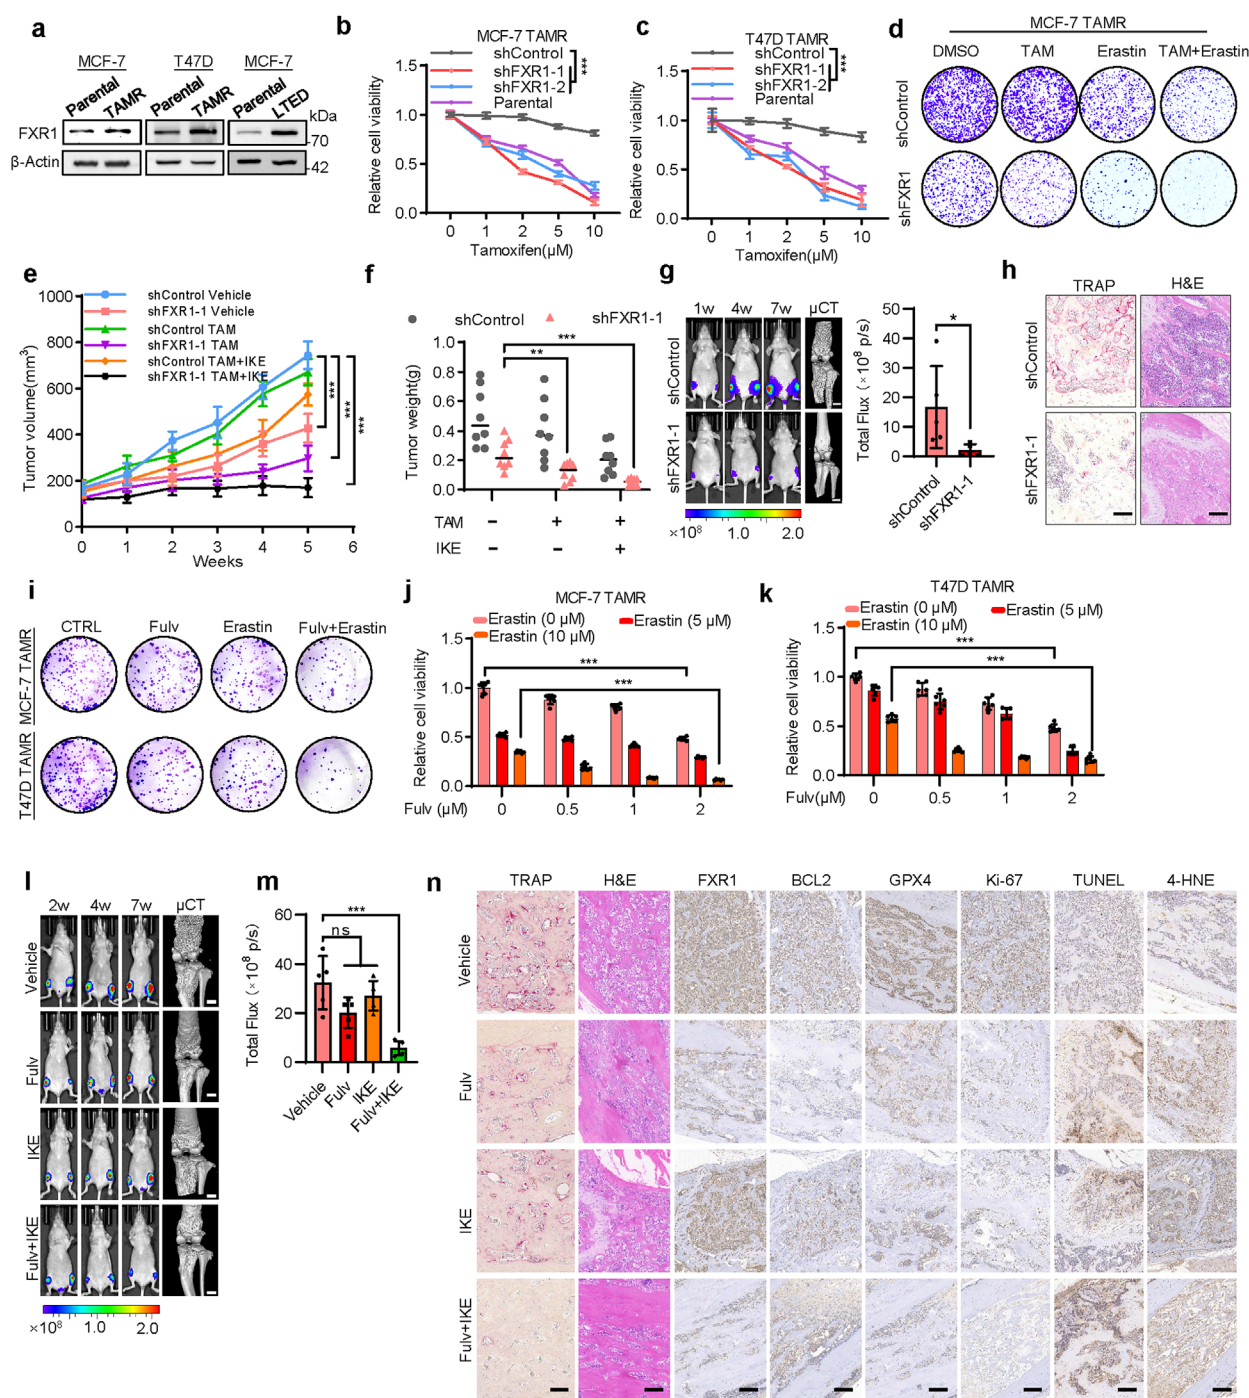 a
MCF-7 T47D MCF-7
Parental TAMR Parental TAMR Parental LTED kDa
FXR1 -70
β-Actin -42
b
MCF-7 TAMR
shControl
shFXR1-1
shFXR1-2
Parental
***
Relative cell viability
1.5
1.0
0.5
0.0
0 1 2 5 10
Tamoxifen(μM)
c
T47D TAMR
shControl
shFXR1-1
shFXR1-2
Parental
***
Relative cell viability
1.5
1.0
0.5
0.0
0 1 2 5 10
Tamoxifen(μM)
d
MCF-7 TAMR
DMSO TAM Erastin TAM+Erastin
shControl
shFXR1
e
shControl Vehicle
shFXR1-1 Vehicle
shControl TAM
shFXR1-1 TAM
shControl TAM+IKE
shFXR1-1 TAM+IKE
Tumor volume(mm³)
1000
800
600
400
200
0
*** *** ***
0 1 2 3 4 5 6
Weeks
f
shControl shFXR1-1
Tumor weight(g)
1.0
0.8
0.6
0.4
0.2
0.0
** ***
TAM – + +
IKE – – +
g
1w 4w 7w μCT
shControl
shFXR1-1
×10⁸ 1.0 2.0
Total Flux (×10⁸ p/s)
50
40
30
20
10
0
*
shControl shFXR1-1
h
TRAP H&E
shControl
shFXR1-1
i
CTRL Fulv Erastin Fulv+Erastin
MCF-7 TAMR
T47D TAMR
j
MCF-7 TAMR
Erastin (0 μM) Erastin (5 μM)
Erastin (10 μM)
Relative cell viability
1.5
1.0
0.5
0.0
***
***
Fulv (μM) 0 0.5 1 2
k
T47D TAMR
Erastin (0 μM) Erastin (5 μM)
Erastin (10 μM)
Relative cell viability
1.5
1.0
0.5
0.0
***
***
Fulv(μM) 0 0.5 1 2
l
2w 4w 7w μCT
Vehicle
Fulv
IKE
Fulv+IKE
×10⁸ 1.0 2.0
m
Total Flux (×10⁸ p/s)
60
40
20
0
***
ns
Vehicle Fulv IKE Fulv+IKE
n
TRAP H&E FXR1 BCL2 GPX4 Ki-67 TUNEL 4-HNE
Vehicle
Fulv
IKE
Fulv+IKE